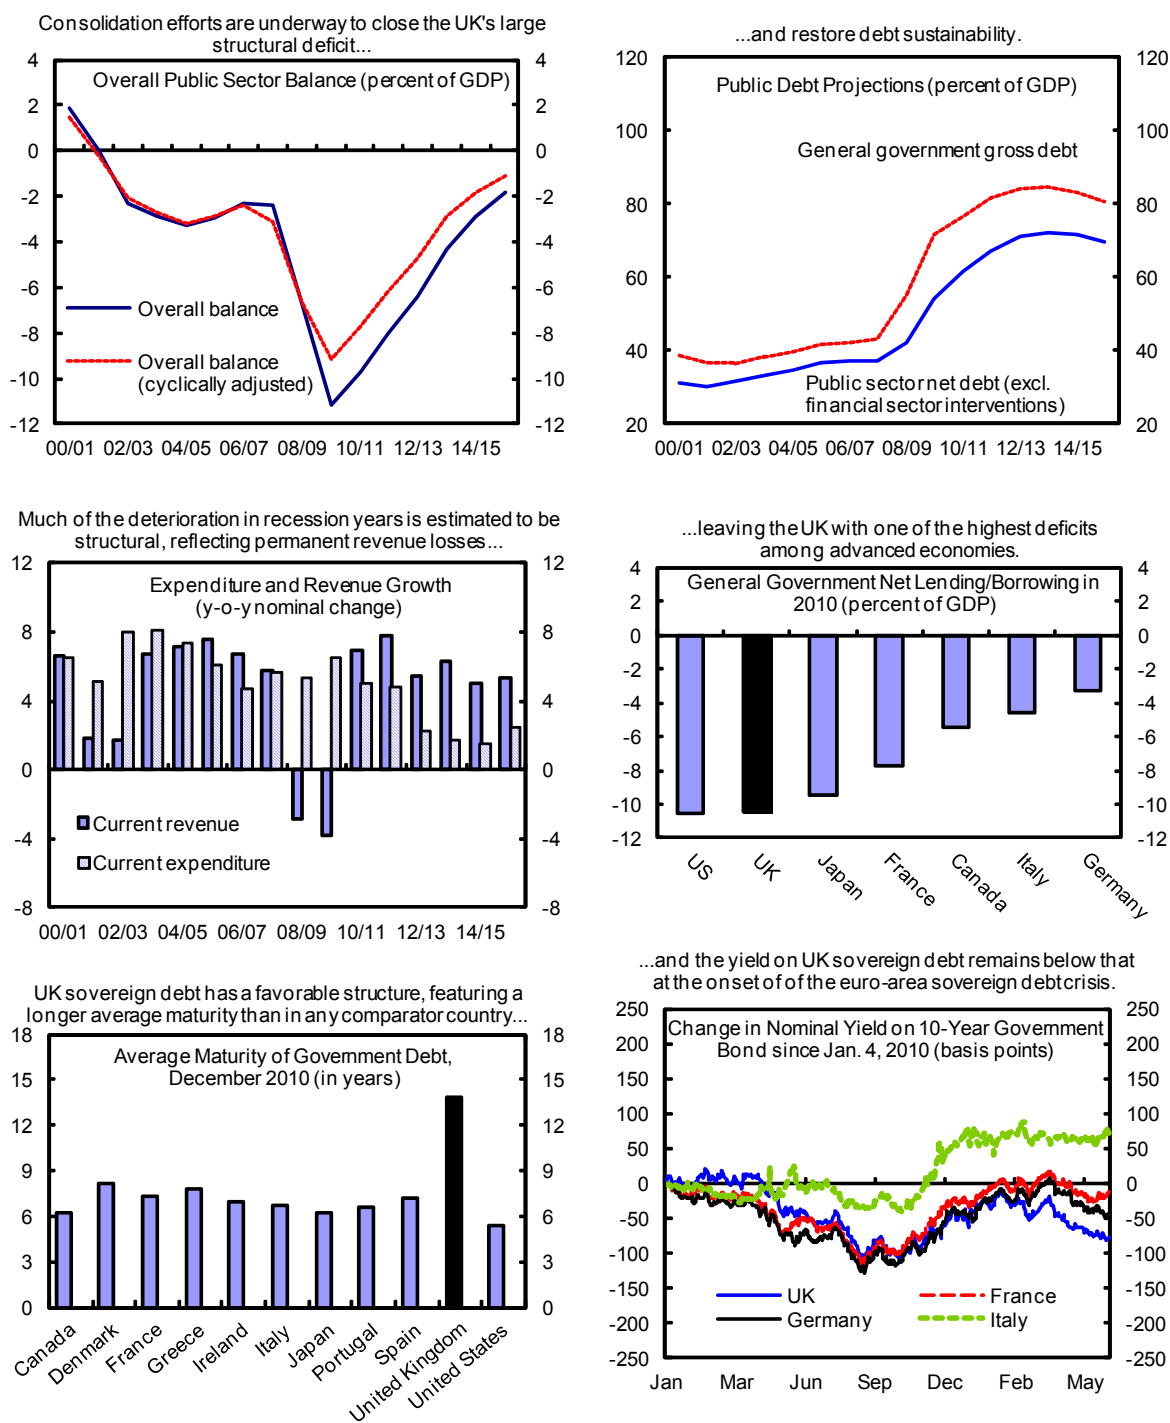 Consolidation efforts are underway to close the UK's large
structural deficit...
Overall Public Sector Balance (percent of GDP)
4 4
2 2
0 0
-2 -2
-4 -4
-6 -6
-8 -8
-10 -10
-12 -12
Overall balance
Overall balance
(cyclically adjusted)
00/01 02/03 04/05 06/07 08/09 10/11 12/13 14/15
...and restore debt sustainability.
Public Debt Projections (percent of GDP)
120 120
100 100
80 80
60 60
40 40
20 20
General government gross debt
Public sector net debt (excl.
financial sector interventions)
00/01 02/03 04/05 06/07 08/09 10/11 12/13 14/15
Much of the deterioration in recession years is estimated to be
structural, reflecting permanent revenue losses...
Expenditure and Revenue Growth
(y-o-y nominal change)
12 12
8 8
4 4
0 0
-4 -4
-8 -8
Current revenue
Current expenditure
00/01 02/03 04/05 06/07 08/09 10/11 12/13 14/15
...leaving the UK with one of the highest deficits
among advanced economies.
General Government Net Lending/Borrowing in
2010 (percent of GDP)
4 4
2 2
0 0
-2 -2
-4 -4
-6 -6
-8 -8
-10 -10
-12 -12
US UK Japan France Canada Italy Germany
UK sovereign debt has a favorable structure, featuring a
longer average maturity than in any comparator country...
Average Maturity of Government Debt,
December 2010 (in years)
18 18
15 15
12 12
9 9
6 6
3 3
0 0
Canada Denmark France Greece Ireland Italy Japan Portugal Spain United Kingdom United States
...and the yield on UK sovereign debt remains below that
at the onset of of the euro-area sovereign debt crisis.
Change in Nominal Yield on 10-Year Government
Bond since Jan. 4, 2010 (basis points)
250 250
200 200
150 150
100 100
50 50
0 0
-50 -50
-100 -100
-150 -150
-200 -200
-250 -250
UK France
Germany Italy
Jan Mar Jun Sep Dec Feb May